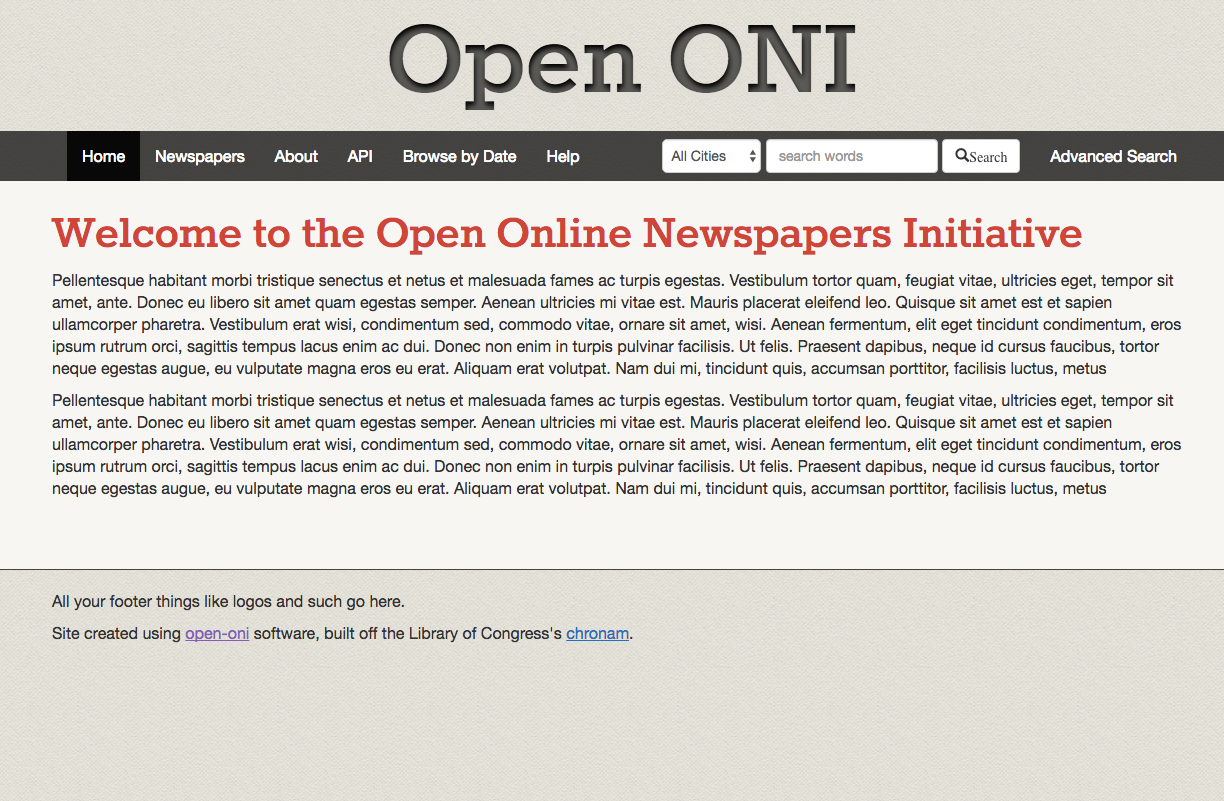 Open ONI
Home Newspapers About API Browse by Date Help All Cities search words Search Advanced Search
Welcome to the Open Online Newspapers Initiative
Pellentesque habitant morbi tristique senectus et netus et malesuada fames ac turpis egestas. Vestibulum tortor quam, feugiat vitae, ultricies eget, tempor sit
amet, ante. Donec eu libero sit amet quam egestas semper. Aenean ultricies mi vitae est. Mauris placerat eleifend leo. Quisque sit amet est et sapien
ullamcorper pharetra. Vestibulum erat wisi, condimentum sed, commodo vitae, ornare sit amet, wisi. Aenean fermentum, elit eget tincidunt condimentum, eros
ipsum rutrum orci, sagittis tempus lacus enim ac dui. Donec non enim in turpis pulvinar facilisis. Ut felis. Praesent dapibus, neque id cursus faucibus, tortor
neque egestas augue, eu vulputate magna eros eu erat. Aliquam erat volutpat. Nam dui mi, tincidunt quis, accumsan porttitor, facilisis luctus, metus
Pellentesque habitant morbi tristique senectus et netus et malesuada fames ac turpis egestas. Vestibulum tortor quam, feugiat vitae, ultricies eget, tempor sit
amet, ante. Donec eu libero sit amet quam egestas semper. Aenean ultricies mi vitae est. Mauris placerat eleifend leo. Quisque sit amet est et sapien
ullamcorper pharetra. Vestibulum erat wisi, condimentum sed, commodo vitae, ornare sit amet, wisi. Aenean fermentum, elit eget tincidunt condimentum, eros
ipsum rutrum orci, sagittis tempus lacus enim ac dui. Donec non enim in turpis pulvinar facilisis. Ut felis. Praesent dapibus, neque id cursus faucibus, tortor
neque egestas augue, eu vulputate magna eros eu erat. Aliquam erat volutpat. Nam dui mi, tincidunt quis, accumsan porttitor, facilisis luctus, metus
All your footer things like logos and such go here.
Site created using open-oni software, built off the Library of Congress's chronam.